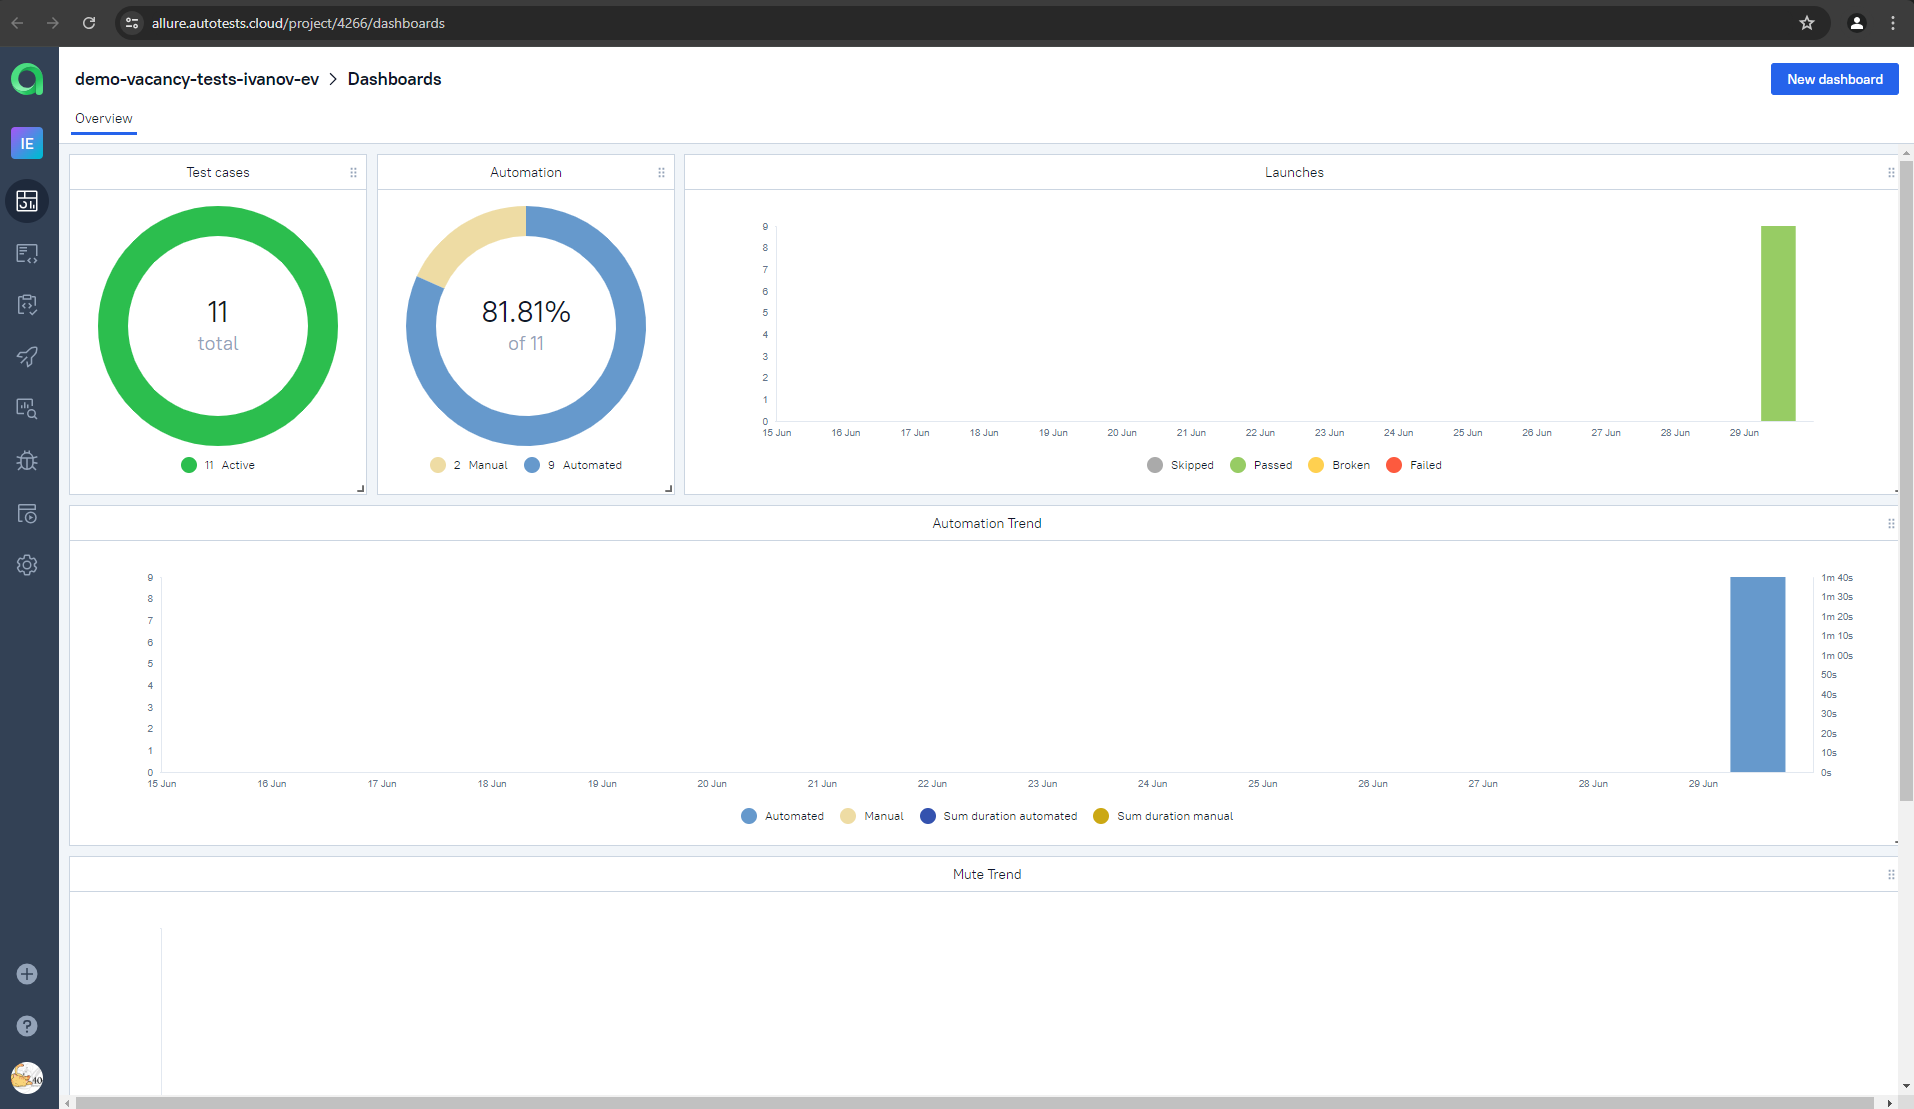 allure.autotests.cloud/project/4266/dashboards
demo-vacancy-tests-ivanov-ev > Dashboards
New dashboard
Overview
IE
Test cases
11
total
11 Active
Automation
81.81%
of 11
2 Manual 9 Automated
Launches
9
8
7
6
5
4
3
2
1
0
15 Jun 16 Jun 17 Jun 18 Jun 19 Jun 20 Jun 21 Jun 22 Jun 23 Jun 24 Jun 25 Jun 26 Jun 27 Jun 28 Jun 29 Jun
Skipped Passed Broken Failed
Automation Trend
9
8
7
6
5
4
3
2
1
0
1m 40s
1m 30s
1m 20s
1m 10s
1m 00s
50s
40s
30s
20s
10s
0s
15 Jun 16 Jun 17 Jun 18 Jun 19 Jun 20 Jun 21 Jun 22 Jun 23 Jun 24 Jun 25 Jun 26 Jun 27 Jun 28 Jun 29 Jun
Automated Manual Sum duration automated Sum duration manual
Mute Trend
?
40